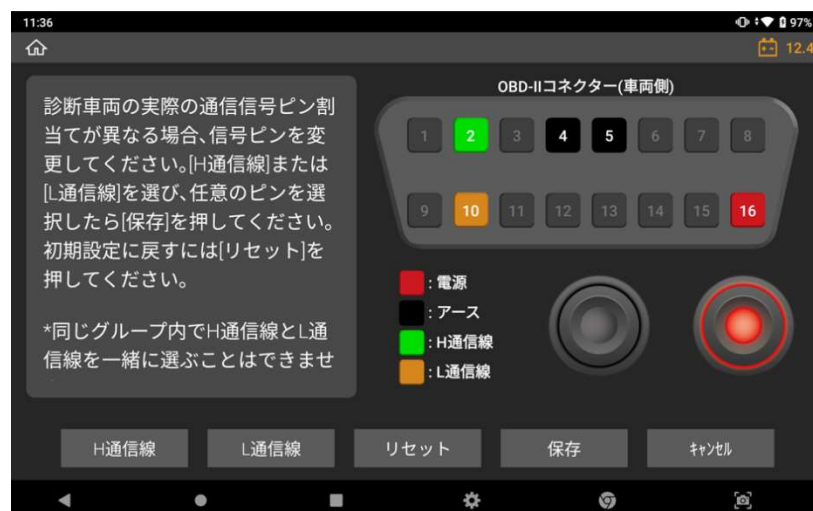 11:36
97%
12.4
診断車両の実際の通信信号ピン割
当てが異なる場合、信号ピンを変
更してください。[H通信線]または
[L通信線]を選び、任意のピンを選
択したら[保存]を押してください。
初期設定に戻すには[リセット]を
押してください。
*同じグループ内でH通信線とL通
信線を一緒に選ぶことはできませ
OBD-IIコネクター(車両側)
1 2 3 4 5 6 7 8
9 10 11 12 13 14 15 16
: 電源
: アース
: H通信線
: L通信線
H通信線 L通信線 リセット 保存 ｷｬﾝｾﾙ